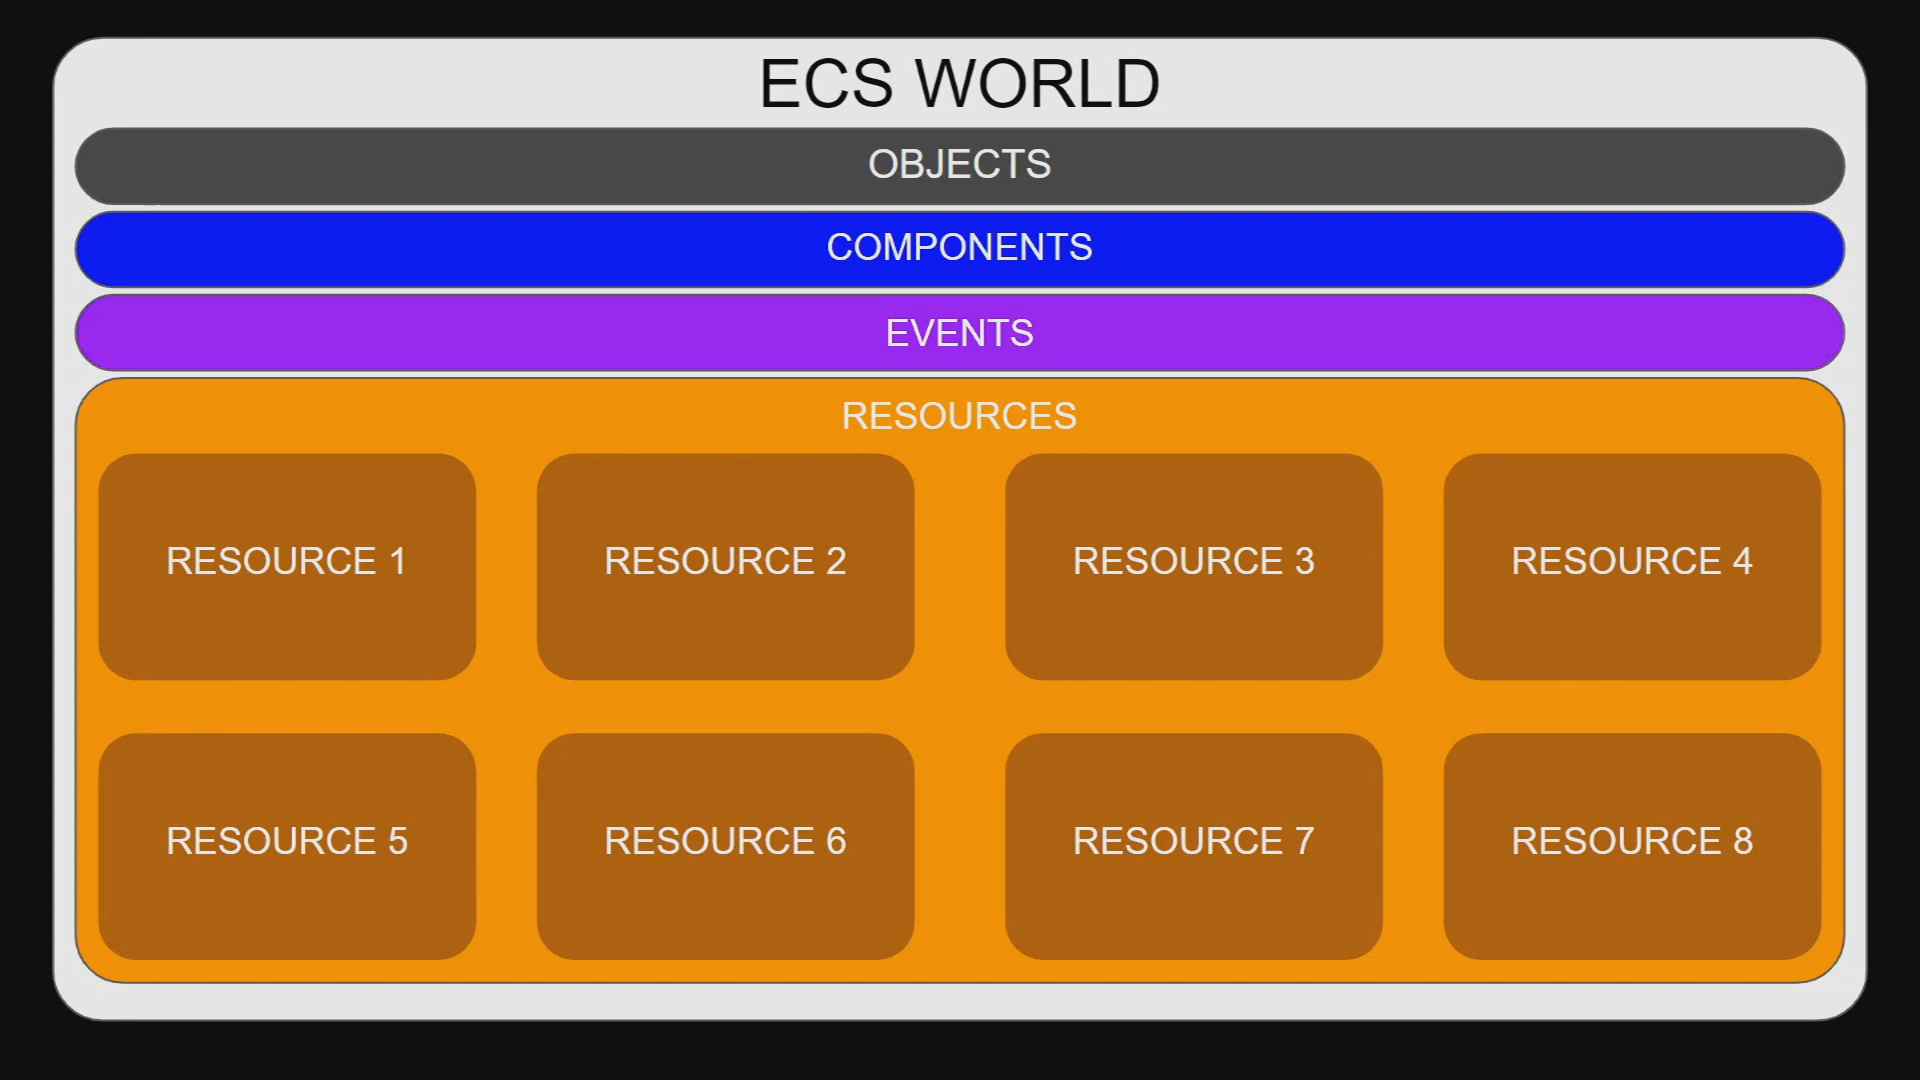 ECS WORLD
OBJECTS
COMPONENTS
EVENTS
RESOURCES
RESOURCE 1
RESOURCE 2
RESOURCE 3
RESOURCE 4
RESOURCE 5
RESOURCE 6
RESOURCE 7
RESOURCE 8